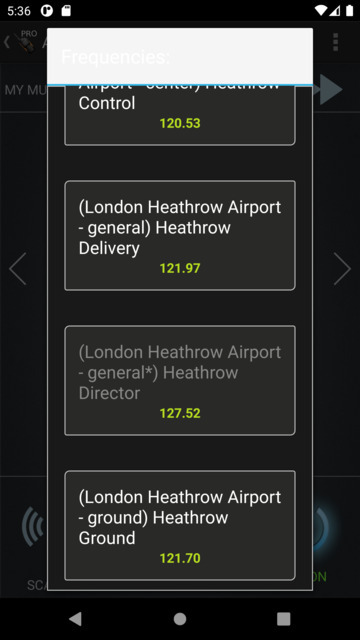 5:36
PRO
MY MU
Frequencies:
Airport - center) Heathrow
Control
120.53
(London Heathrow Airport
- general) Heathrow
Delivery
121.97
(London Heathrow Airport
- general*) Heathrow
Director
127.52
(London Heathrow Airport
- ground) Heathrow
Ground
121.70
SCA
ON